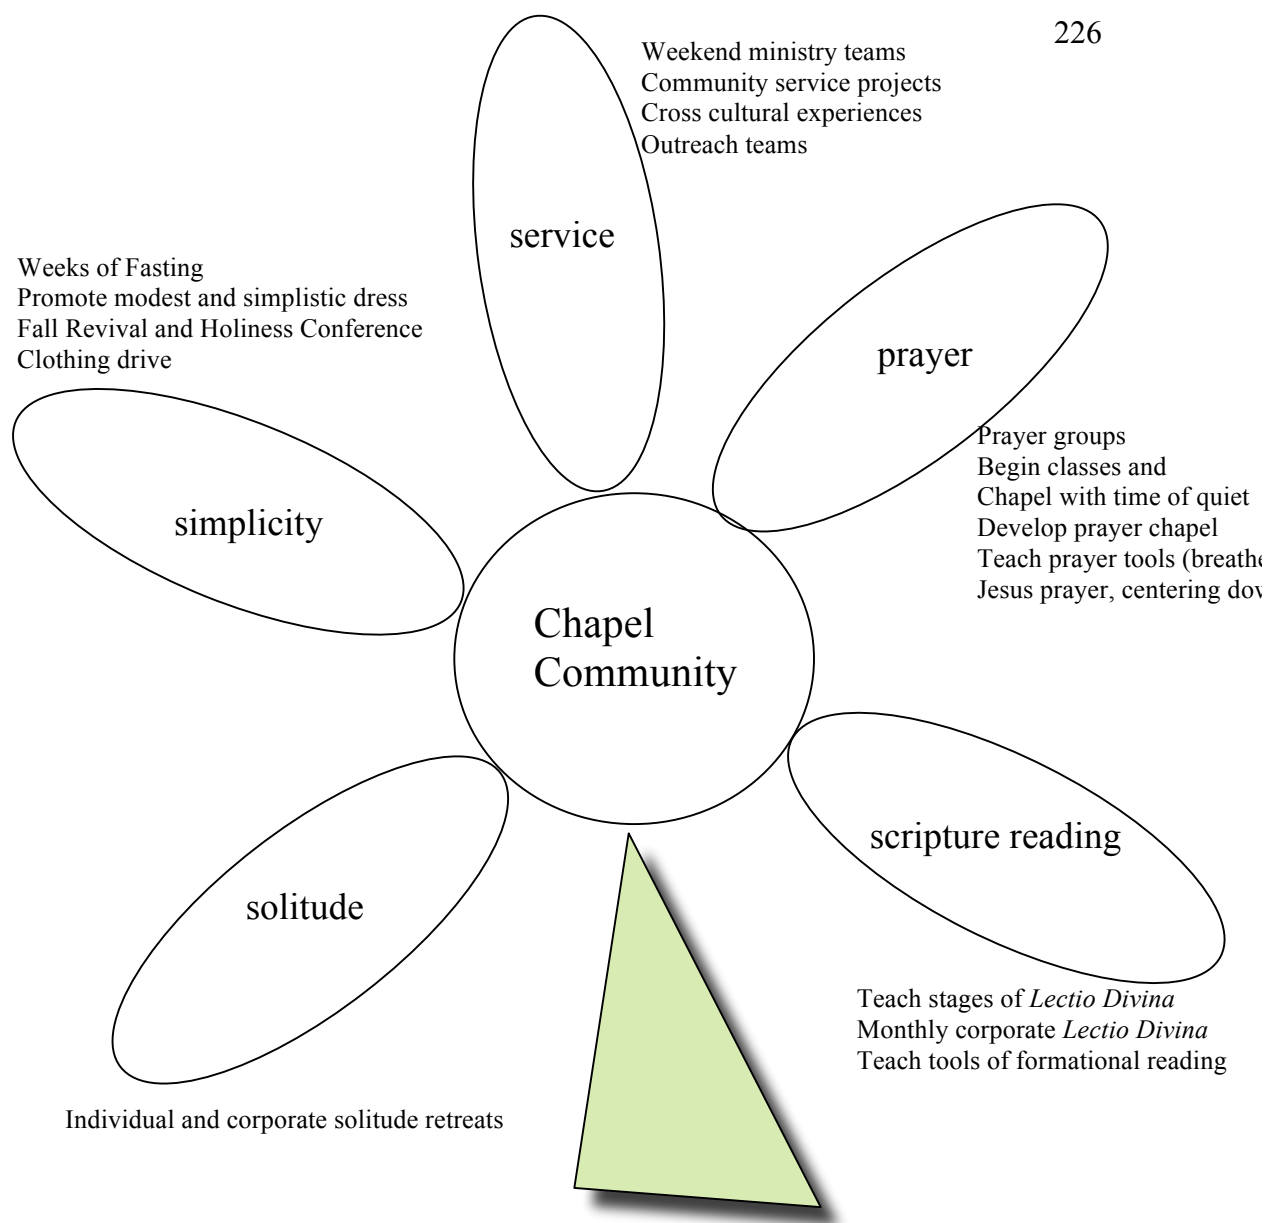 226
Weekend ministry teams
Community service projects
Cross cultural experiences
Outreach teams
service
prayer
Weeks of Fasting
Promote modest and simplistic dress
Fall Revival and Holiness Conference
Clothing drive
simplicity
Prayer groups
Begin classes and
Chapel with time of quiet
Develop prayer chapel
Teach prayer tools (breathe
Jesus prayer, centering
Chapel
Community
scripture reading
solitude
Teach stages of Lectio Divina
Monthly corporate Lectio Divina
Teach tools of formational reading
Individual and corporate solitude retreats